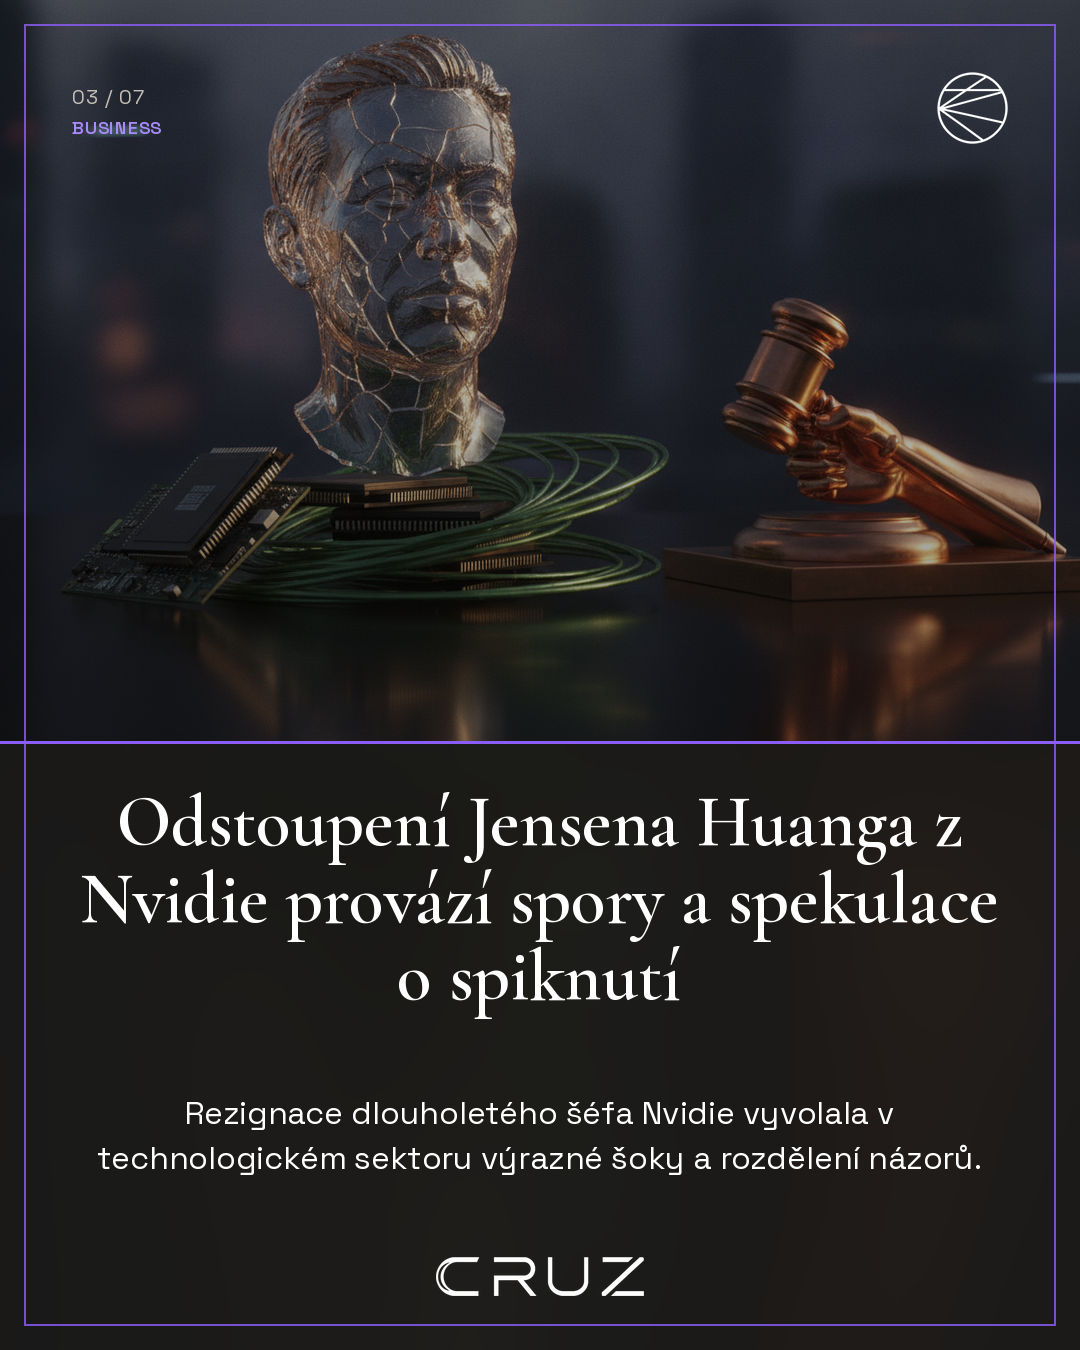 03 / 07
BUSINESS
Odstoupení Jensena Huanga z
Nvidie provází spory a spekulace
o spiknutí
Rezignace dlouholetého šéfa Nvidie vyvolala v
technologickém sektoru výrazné šoky a rozdělení názorů.
CRUZ